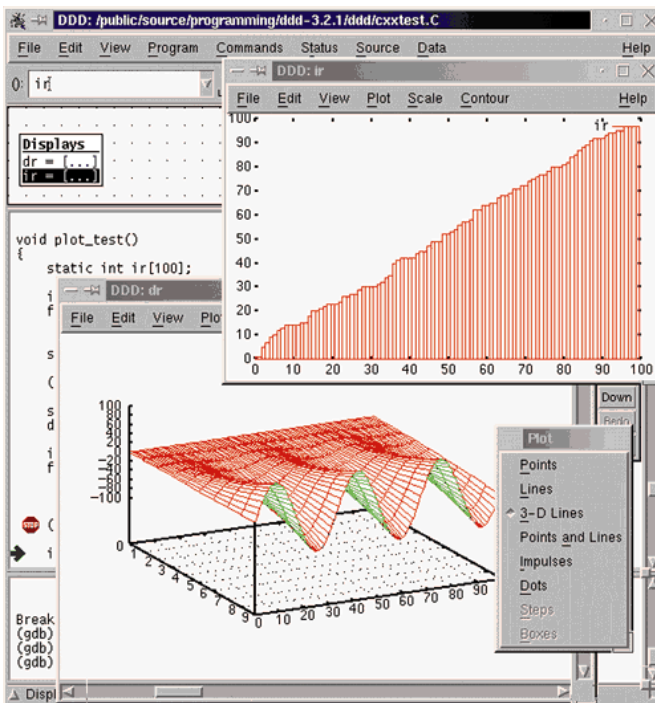 DDD: /public/source/programming/ddd-3.2.1/ddd/cxxtest.C
File Edit View Program Commands Status Source Data Help
(): ir
Displays
dr = [...]
ir = [...]
DDD: ir
File Edit View Plot Scale Contour Help
ir
100
90
80
70
60
50
40
30
20
10
0
0 10 20 30 40 50 60 70 80 90 100
void plot_test()
{
static int ir[100];
i
f
s
(
s
d
i
f
STOP (
i
DDD: dr
File Edit View
100
80
60
40
20
0
-20
-40
-60
-80
-100
0 1 2 3 4 5 6 7 8 9
0 10 20 30 40 50 60 70 80 90
Down
Plot
Points
Lines
3-D Lines
Points and Lines
Impulses
Dots
Steps
Boxes
Break
(gdb)
(gdb)
(gdb)